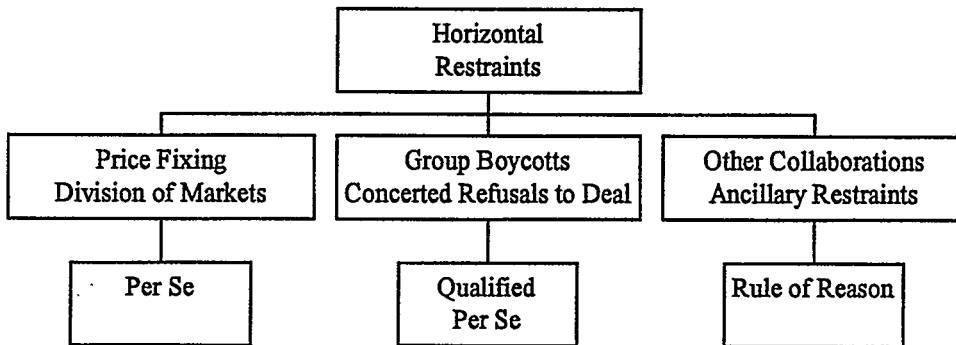 Horizontal
Restraints
Price Fixing
Division of Markets
Group Boycotts
Concerted Refusals to Deal
Other Collaborations
Ancillary Restraints
Per Se
Qualified
Per Se
Rule of Reason